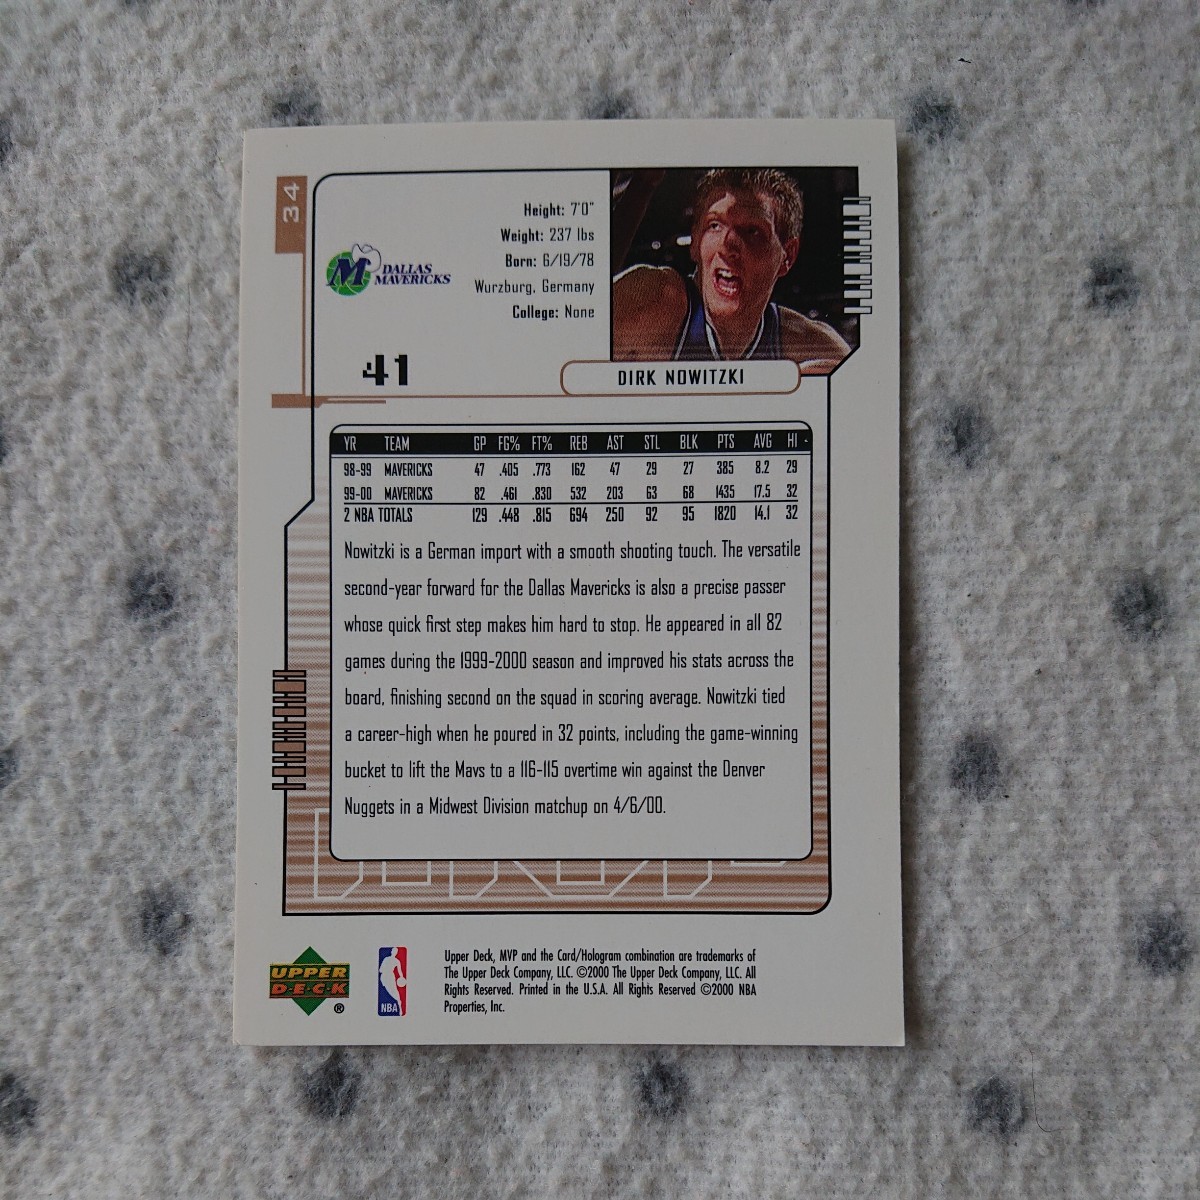 34
Height: 7'0"
Weight: 237 lbs
Born: 6/19/78
Wurzburg, Germany
College: None
M DALLAS
MAVERICKS
41
DIRK NOWITZKI
YR TEAM GP FG% FT% REB AST STL BLK PTS AVG HI
98-99 MAVERICKS 47 .405 .773 162 47 29 27 385 8.2 29
99-00 MAVERICKS 82 .461 .830 532 203 63 68 1435 17.5 32
2 NBA TOTALS 129 .448 .815 694 250 92 95 1820 14.1 32
Nowitzki is a German import with a smooth shooting touch. The versatile
second-year forward for the Dallas Mavericks is also a precise passer
whose quick first step makes him hard to stop. He appeared in all 82
games during the 1999-2000 season and improved his stats across the
board, finishing second on the squad in scoring average. Nowitzki tied
a career-high when he poured in 32 points, including the game-winning
bucket to lift the Mavs to a 116-115 overtime win against the Denver
Nuggets in a Midwest Division matchup on 4/6/00.
UPPER
DECK
®
NBA
Upper Deck, MVP and the Card/Hologram combination are trademarks of
The Upper Deck Company, LLC. ©2000 The Upper Deck Company, LLC. All
Rights Reserved. Printed in the U.S.A. All Rights Reserved ©2000 NBA
Properties, Inc.